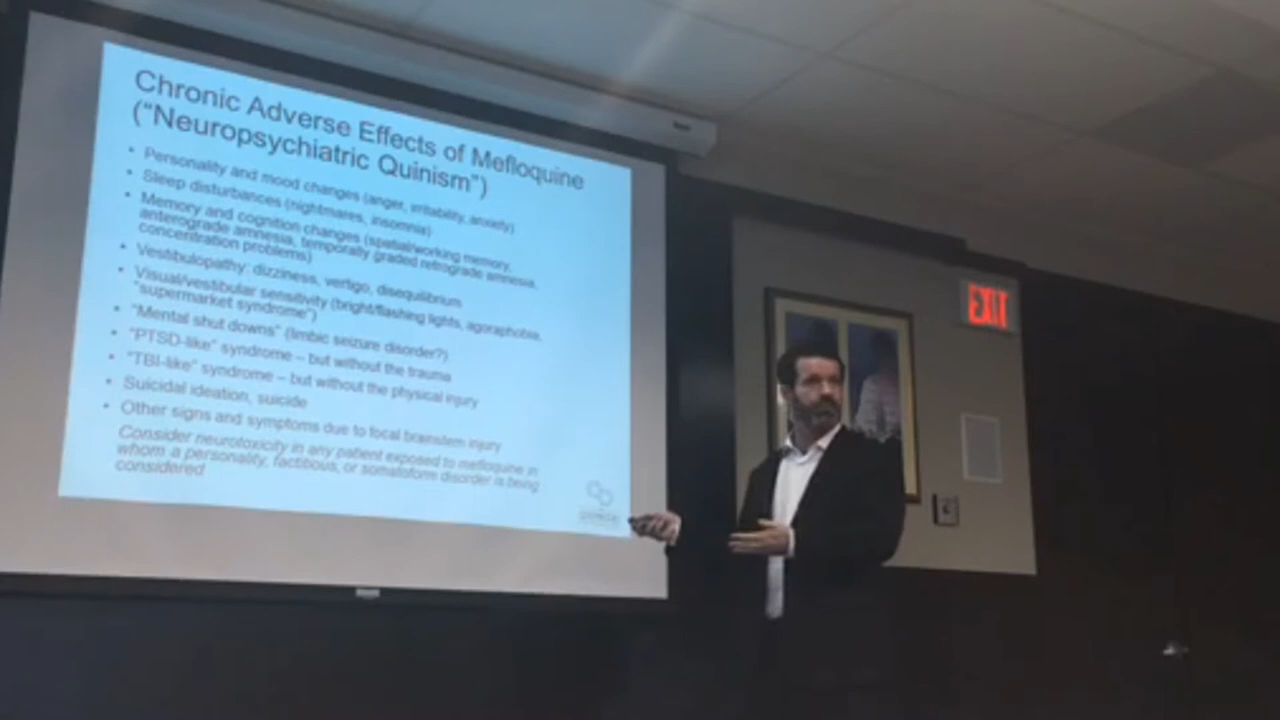 Chronic Adverse Effects of Mefloquine
("Neuropsychiatric Quinism")
• Personality and mood changes (anger, irritability, anxiety)
• Sleep disturbances (nightmares, insomnia)
• Memory and cognition changes (spatial/working memory,
anterograde amnesia, temporally graded retrograde amnesia,
concentration problems)
• Vestibulopathy: dizziness, vertigo, disequilibrium
• Visual/vestibular sensitivity (bright/flashing lights, agoraphobia,
"supermarket syndrome")
• "Mental shut downs" (limbic seizure disorder?)
• "PTSD-like" syndrome – but without the trauma
• "TBI-like" syndrome – but without the physical injury
• Suicidal ideation, suicide
• Other signs and symptoms due to focal brainstem injury
Consider neurotoxicity in any patient exposed to mefloquine in
whom a personality, factitious, or somatoform disorder is being
considered
EXIT